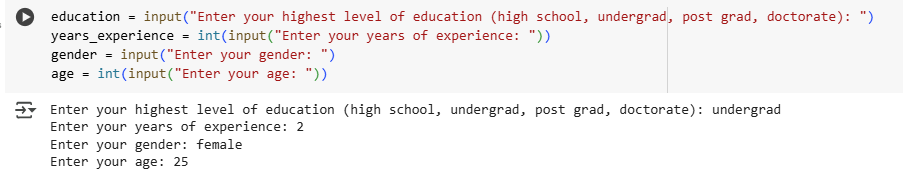 education = input("Enter your highest level of education (high school, undergrad, post grad, doctorate): ")
years_experience = int(input("Enter your years of experience: "))
gender = input("Enter your gender: ")
age = int(input("Enter your age: "))
Enter your highest level of education (high school, undergrad, post grad, doctorate): undergrad
Enter your years of experience: 2
Enter your gender: female
Enter your age: 25